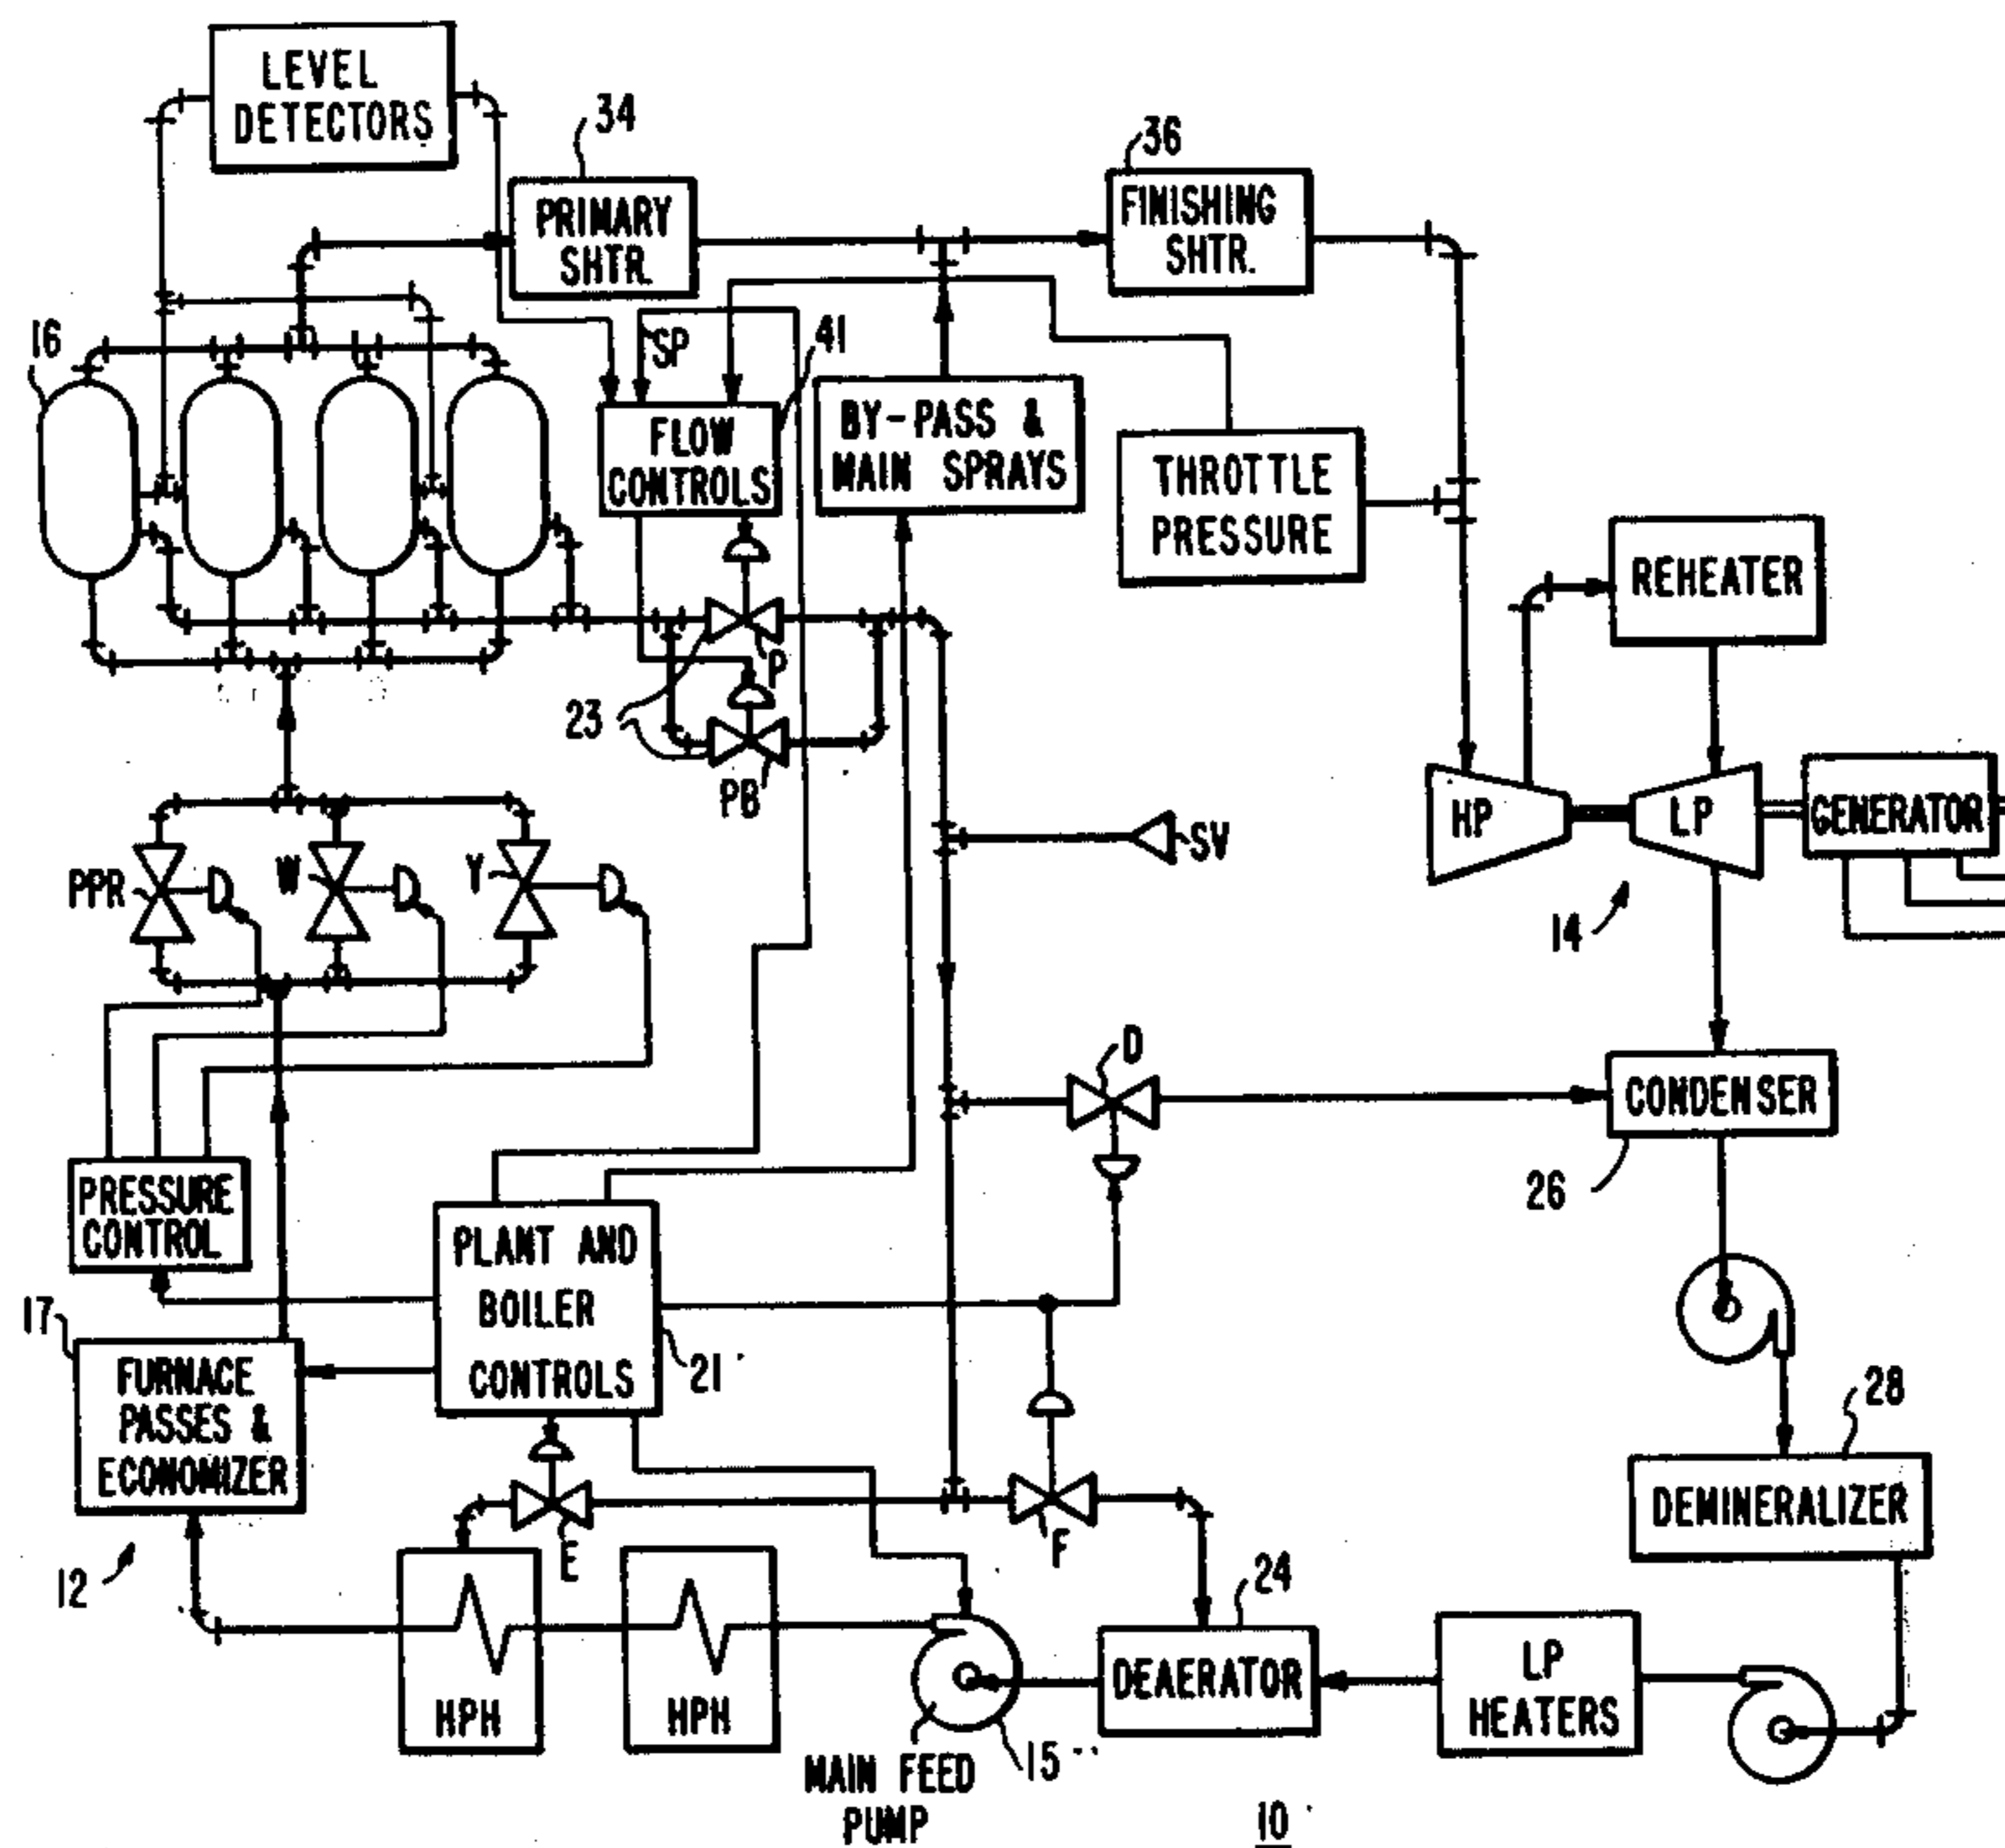 LEVEL
DETECTORS
34
PRIMARY
SHTR.
36
FINISHING
SHTR.
16
SP
41
FLOW
CONTROLS
BY-PASS &
MAIN SPRAYS
THROTTLE
PRESSURE
REHEATER
P
23
PB
SV
HP
LP
GENERATOR
14
PPR
W
Y
D
CONDENSER
26
PRESSURE
CONTROL
PLANT AND
BOILER
CONTROLS
21
17
FURNACE
PASSES &
ECONOMIZER
12
E
F
28
DEMINERALIZER
24
DEAERATOR
LP
HEATERS
HPH
HPH
MAIN FEED
PUMP
15
10